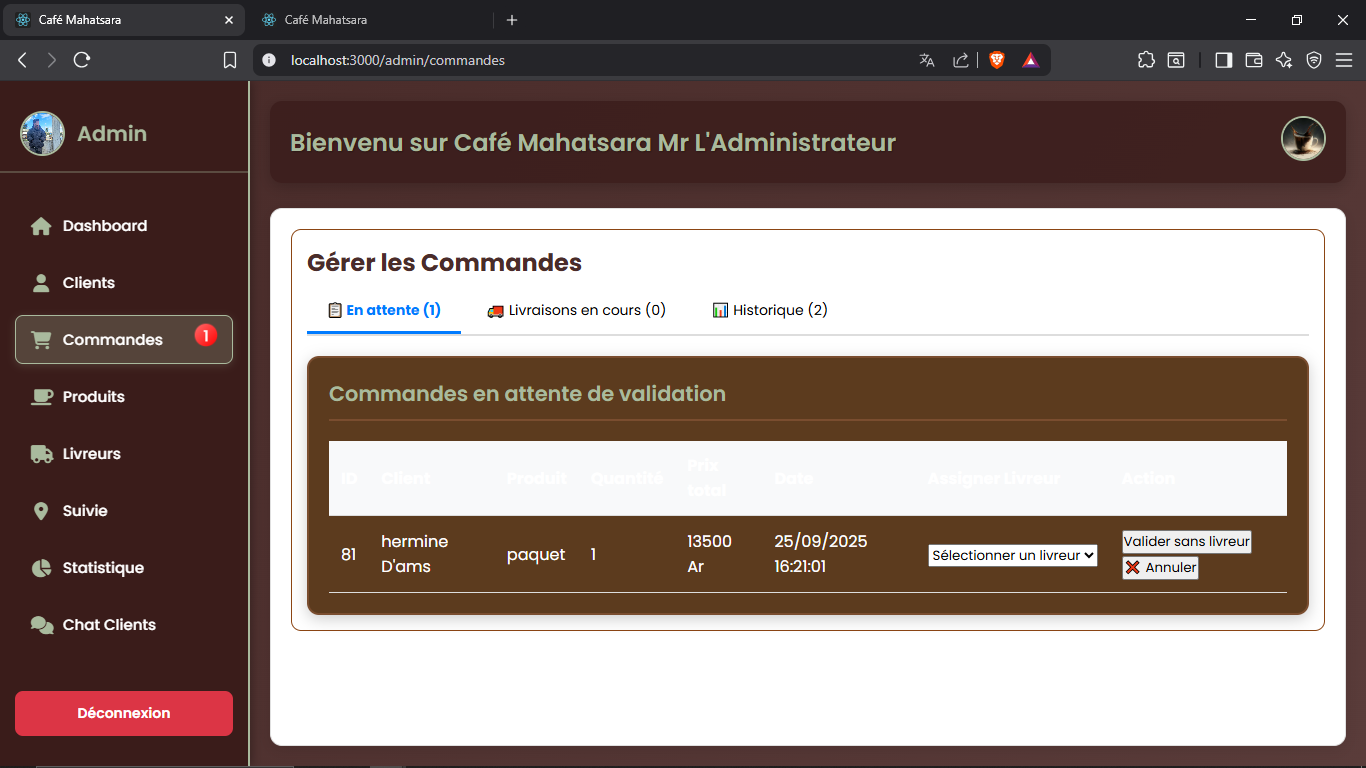 Café Mahatsara
Café Mahatsara
localhost:3000/admin/commandes
Admin
Bienvenu sur Café Mahatsara Mr L'Administrateur
Dashboard
Clients
Commandes 1
Produits
Livreurs
Suivie
Statistique
Chat Clients
Déconnexion
Gérer les Commandes
En attente (1) Livraisons en cours (0) Historique (2)
Commandes en attente de validation
ID Client Produit Quantité Prix total Date Assigner Livreur Action
81 hermine D'ams paquet 1 13500 Ar 25/09/2025 16:21:01 Sélectionner un livreur Valider sans livreur
Annuler